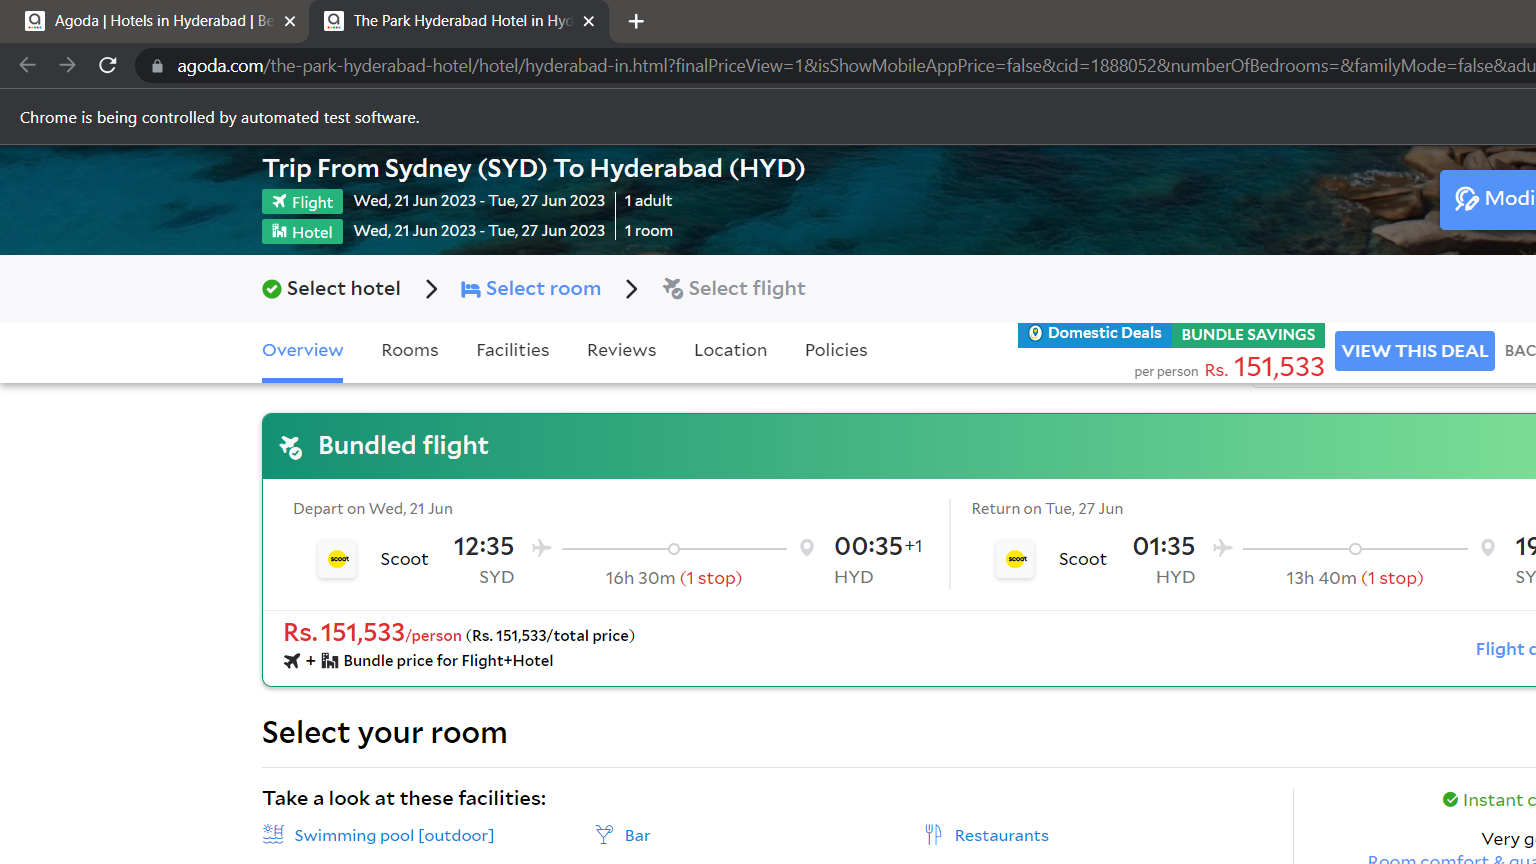 Agoda | Hotels in Hyderabad | Be
The Park Hyderabad Hotel in Hyd
agoda.com/the-park-hyderabad-hotel/hotel/hyderabad-in.html?finalPriceView=1&isShowMobileAppPrice=false&cid=1888052&numberOfBedrooms=&familyMode=false&adu
Chrome is being controlled by automated test software.
Trip From Sydney (SYD) To Hyderabad (HYD)
Flight Wed, 21 Jun 2023 - Tue, 27 Jun 2023 1 adult
Hotel Wed, 21 Jun 2023 - Tue, 27 Jun 2023 1 room
Modi
Select hotel Select room Select flight
Overview Rooms Facilities Reviews Location Policies
Domestic Deals BUNDLE SAVINGS
per person Rs. 151,533
VIEW THIS DEAL BAC
Bundled flight
Depart on Wed, 21 Jun
scoot Scoot 12:35 00:35+1
SYD 16h 30m (1 stop) HYD
Return on Tue, 27 Jun
scoot Scoot 01:35 19
HYD 13h 40m (1 stop) SY
Rs. 151,533/person (Rs. 151,533/total price)
+ Bundle price for Flight+Hotel
Flight d
Select your room
Take a look at these facilities:
Swimming pool [outdoor] Bar Restaurants
Instant c
Very g
Room comfort & qua